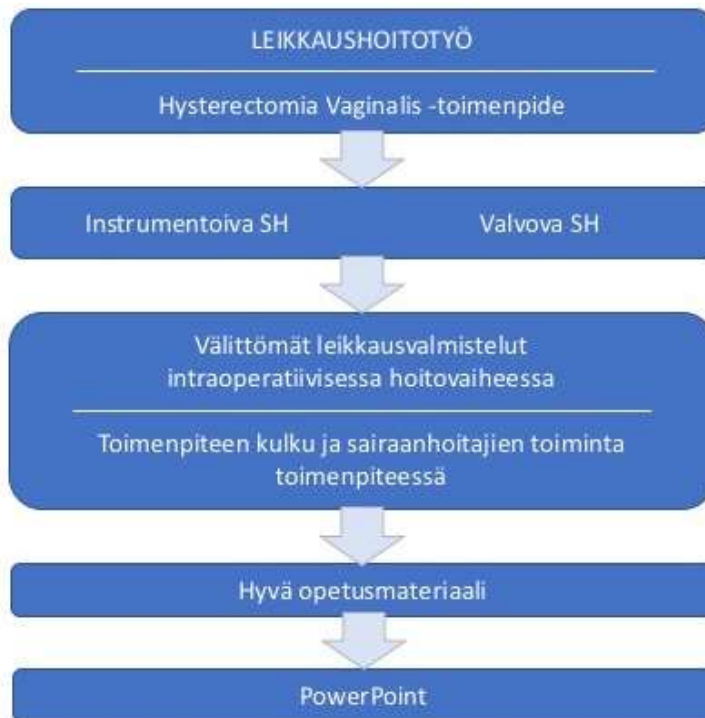 LEIKKAUSHOITOTYÖ
Hysterectomia Vaginalis -toimenpide
Instrumentoiva SH Valvova SH
Välittömät leikkausvalmistelut
intraoperatiivisessa hoitovaiheessa
Toimenpiteen kulku ja sairaanhoitajien toiminta
toimenpiteessä
Hyvä opetusmateriaali
PowerPoint